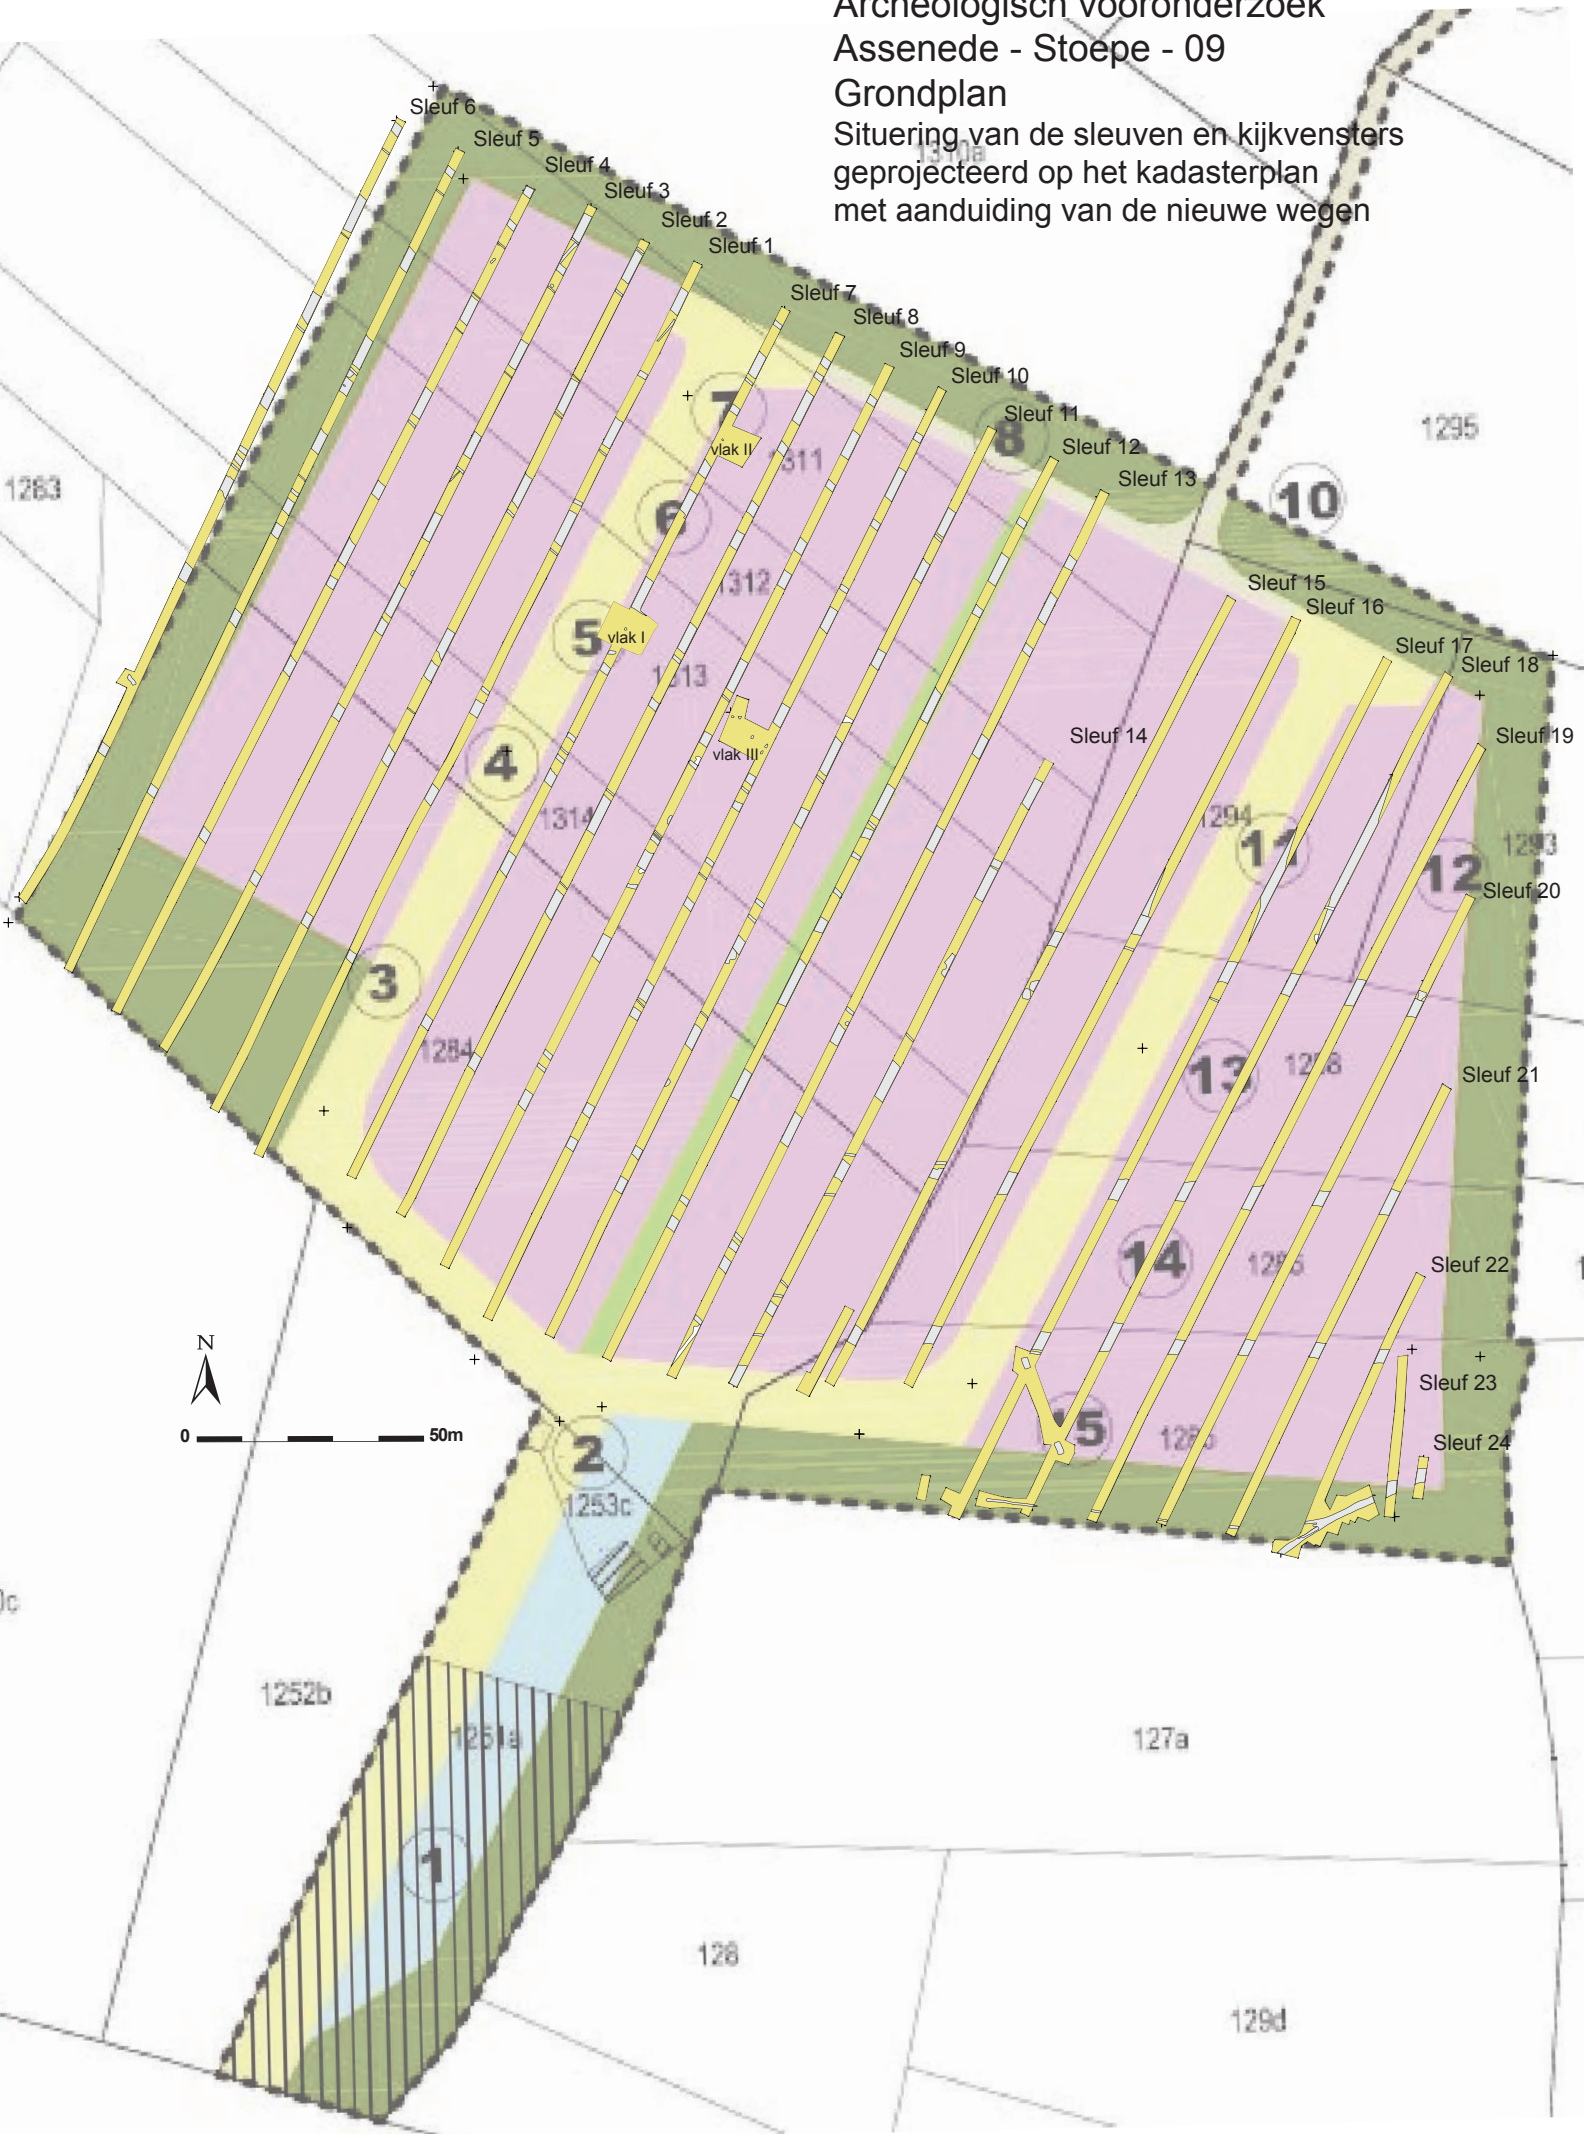 Archeologisch vooronderzoek
Assenede - Stoepe - 09
Grondplan
Situering van de sleuven en kijkvensters
geprojecteerd op het kadasterplan
met aanduiding van de nieuwe wegen
1310a
Sleuf 6
Sleuf 5
Sleuf 4
Sleuf 3
Sleuf 2
Sleuf 1
Sleuf 7
Sleuf 8
Sleuf 9
Sleuf 10
Sleuf 11
Sleuf 12
Sleuf 13
1295
7
8
vlak II
1311
1283
10
6
Sleuf 15
1312
Sleuf 16
5
vlak I
Sleuf 17
Sleuf 18
1313
Sleuf 14
Sleuf 19
vlak III
4
1314
1294
11
1293
12
Sleuf 20
3
1284
13
Sleuf 21
14
Sleuf 22
N
Sleuf 23
15
0
50m
Sleuf 24
2
1253c
1252b
1251a
127a
1
128
129d